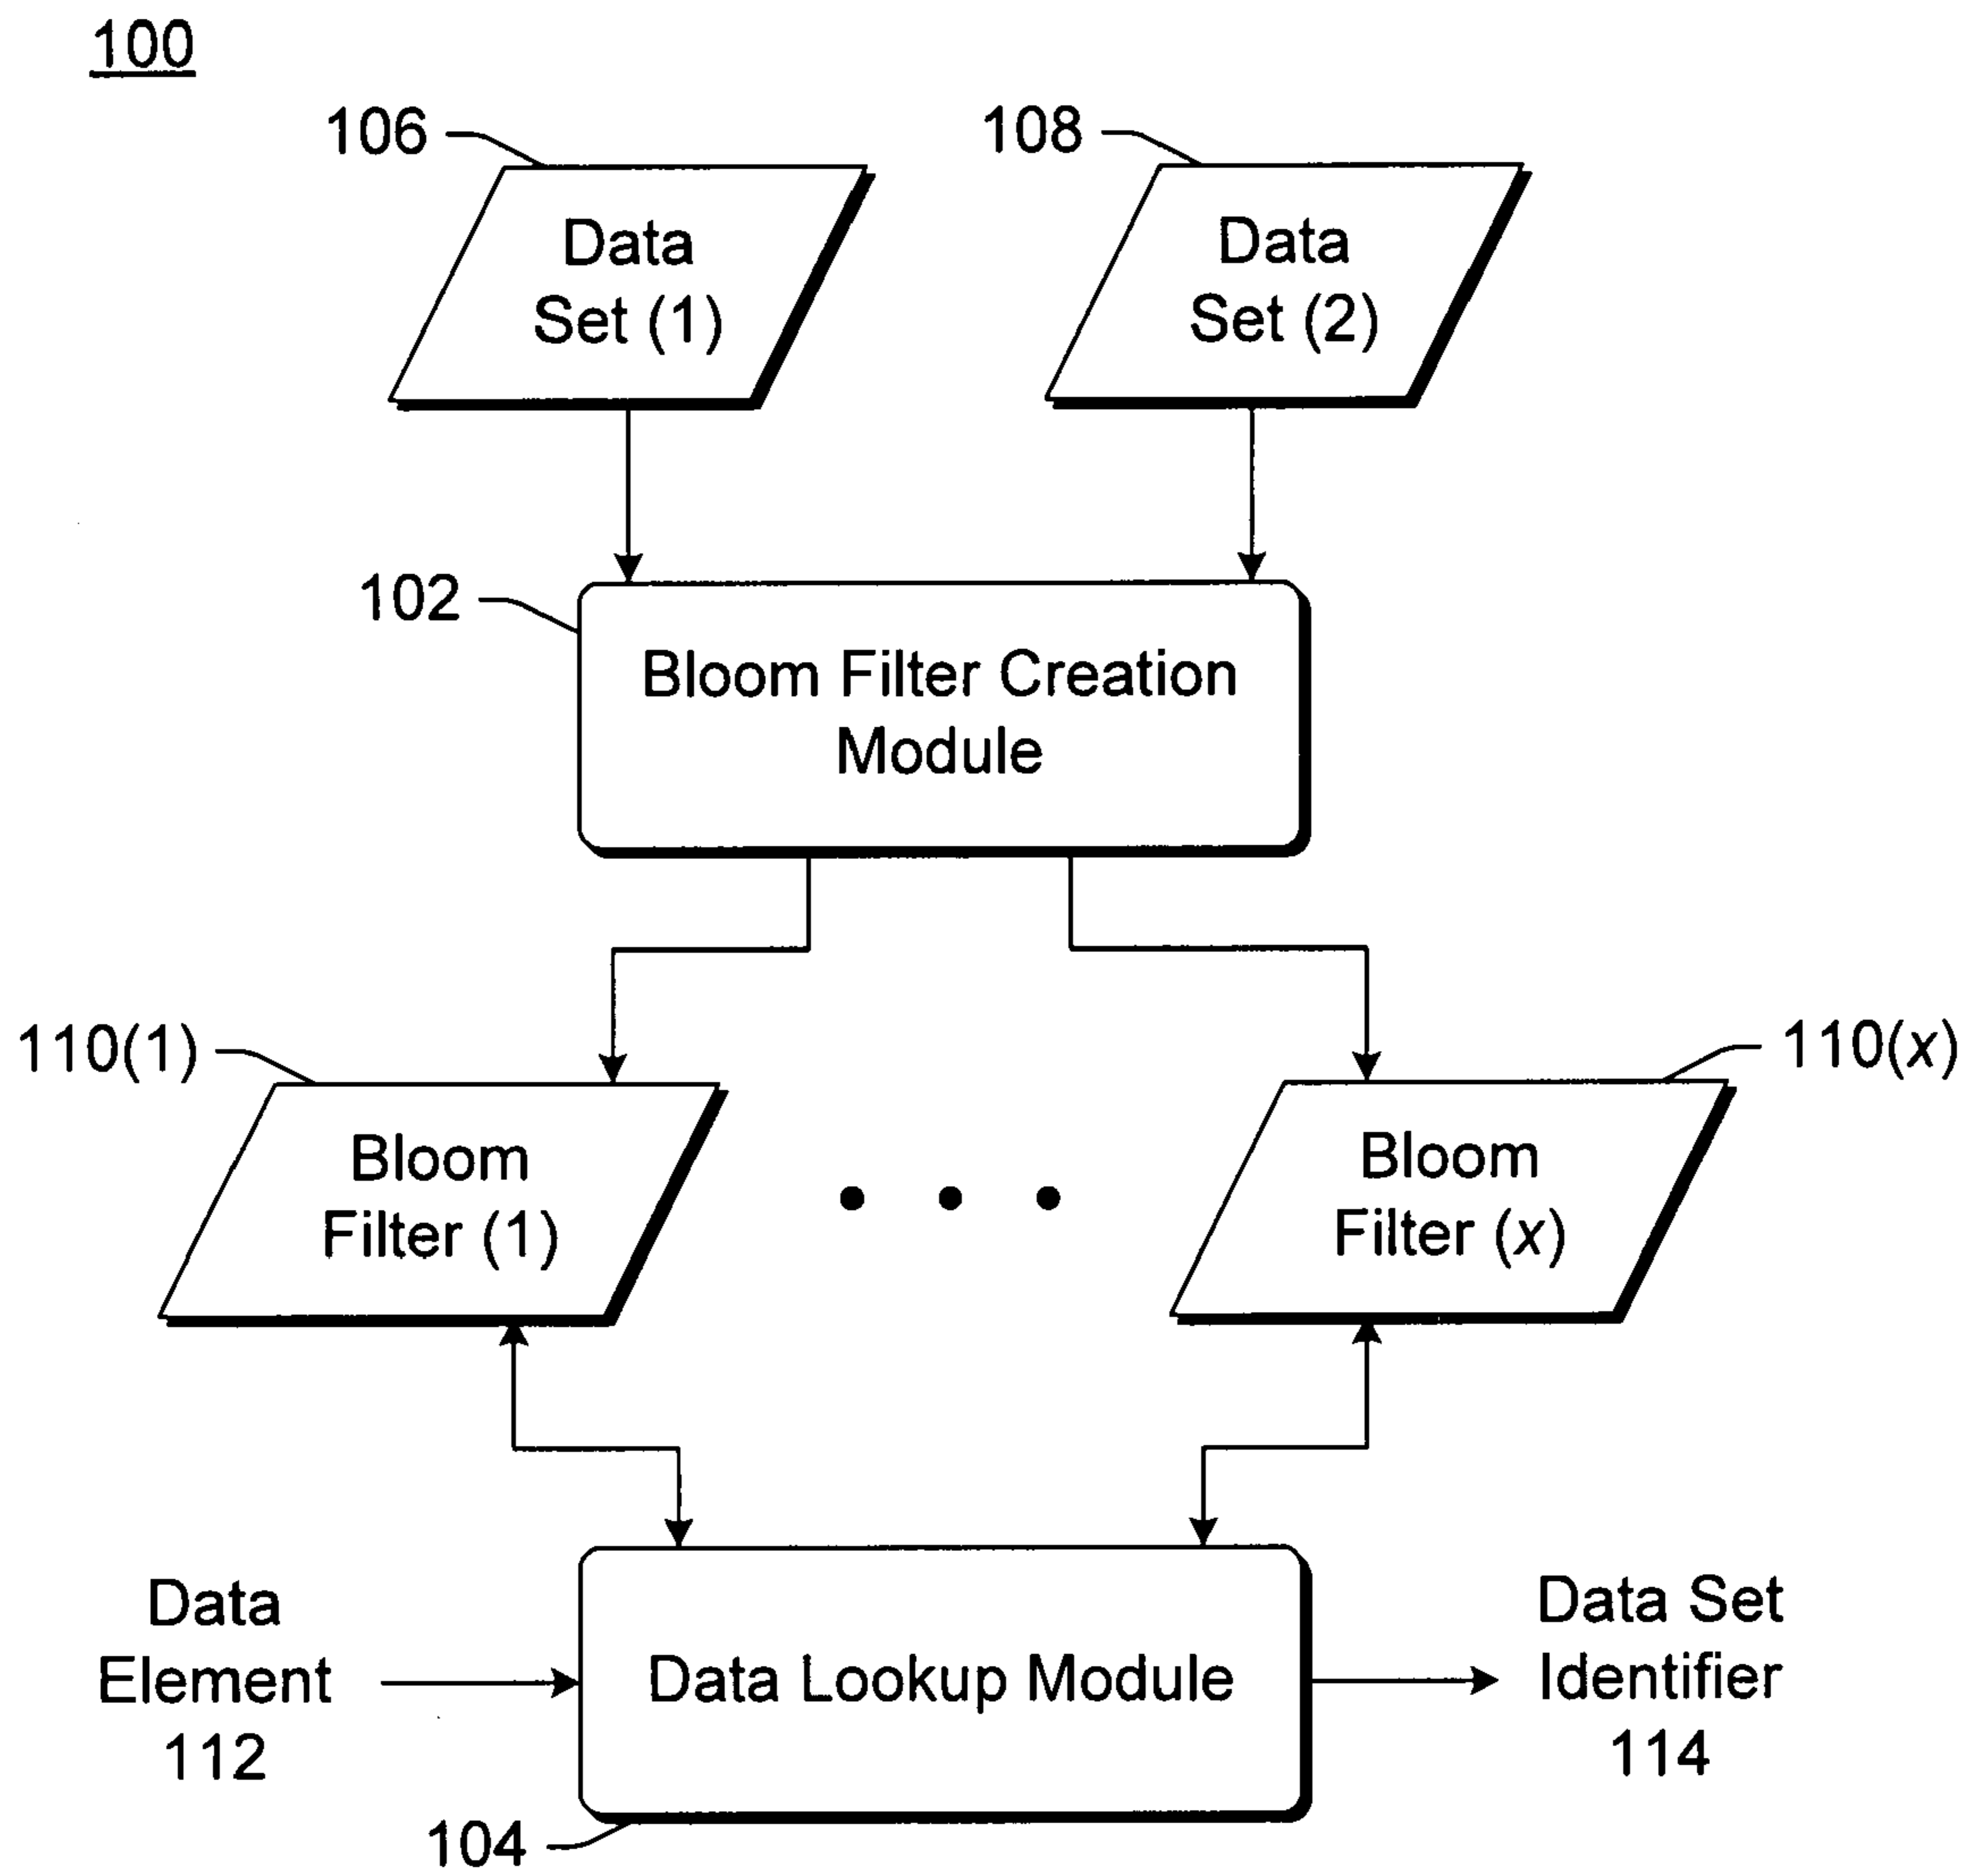 100
106
108
Data
Set (1)
Data
Set (2)
102
Bloom Filter Creation
Module
110(1)
110(x)
Bloom
Filter (1)
Bloom
Filter (x)
Data
Element
112
Data Lookup Module
Data Set
Identifier
114
104